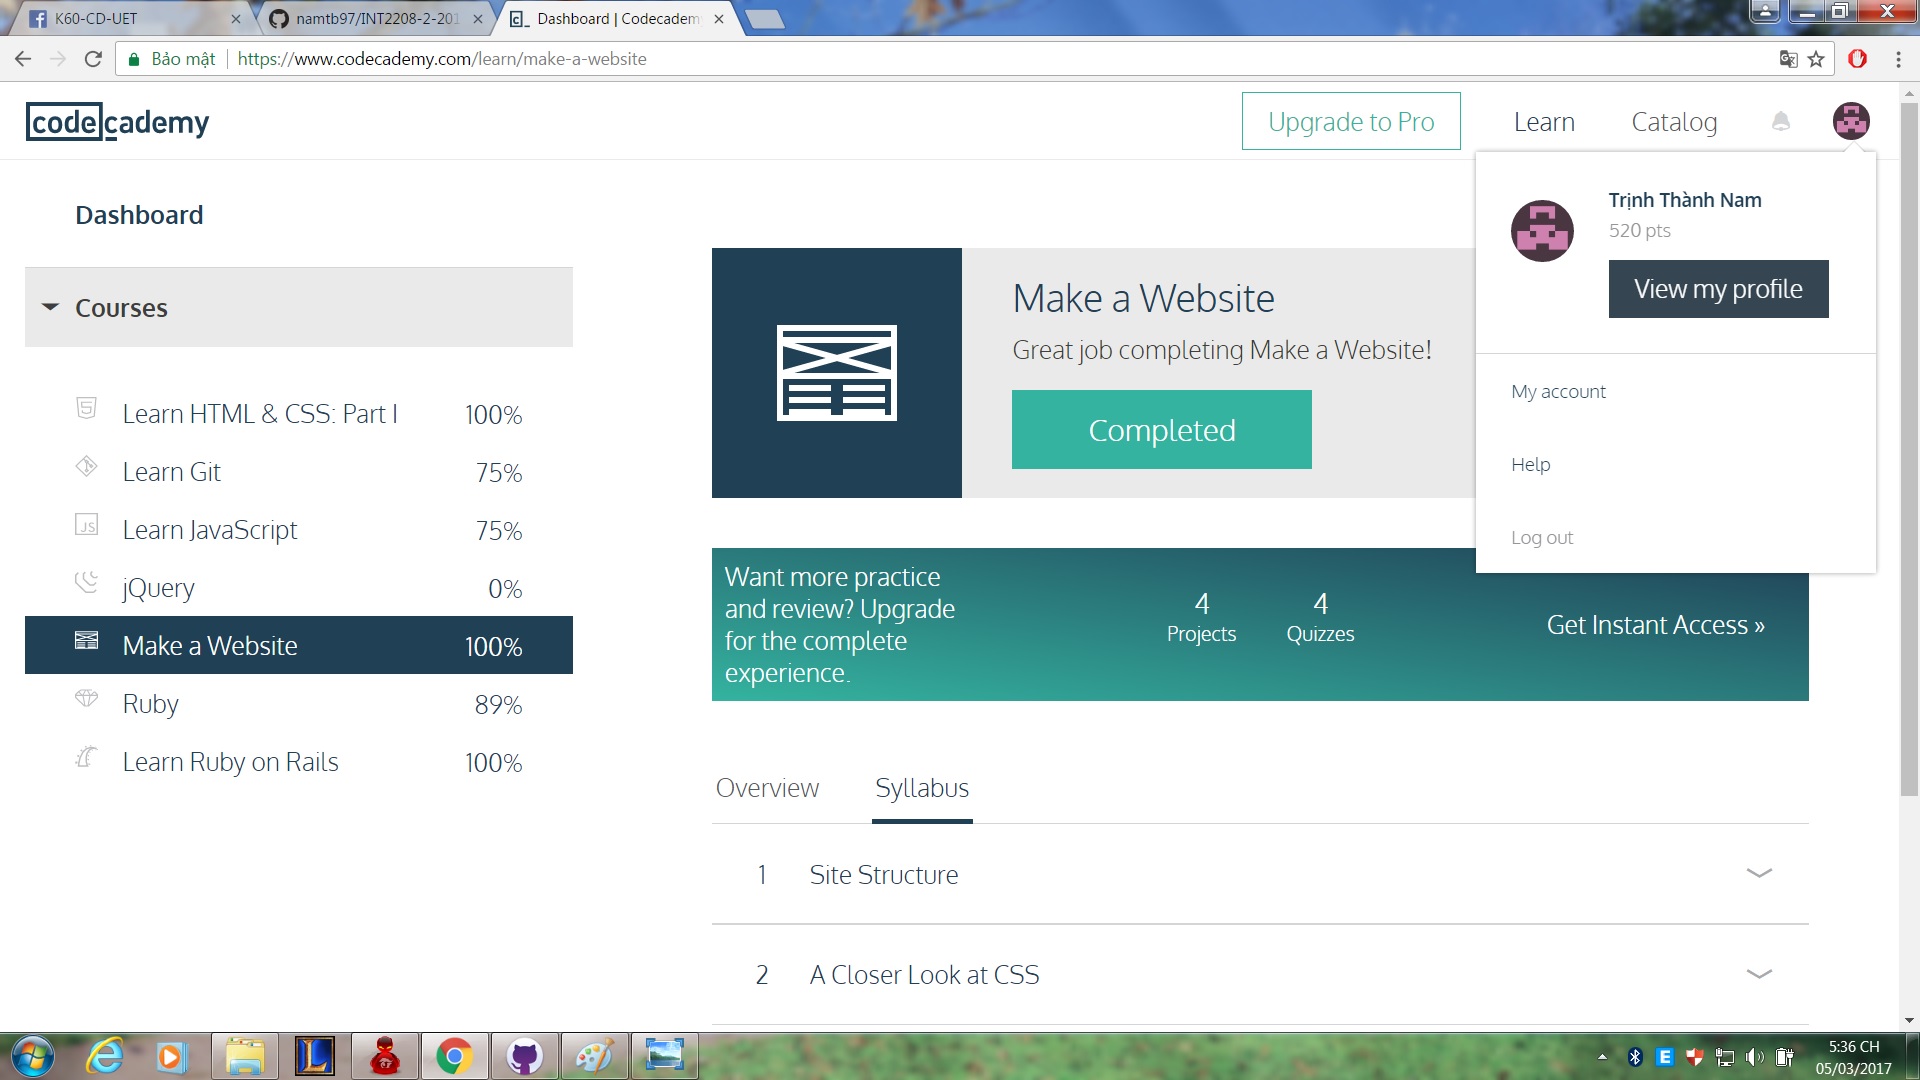 K60-CD-UET
namtb97/INT2208-2-201
Dashboard | Codecadem
Bảo mật
https://www.codecademy.com/learn/make-a-website
codecademy
Upgrade to Pro
Learn
Catalog
Trịnh Thành Nam
520 pts
View my profile
My account
Help
Log out
Dashboard
Courses
Learn HTML & CSS: Part I 100%
Learn Git 75%
Learn JavaScript 75%
jQuery 0%
Make a Website 100%
Ruby 89%
Learn Ruby on Rails 100%
Make a Website
Great job completing Make a Website!
Completed
Want more practice
and review? Upgrade
for the complete
experience.
4
Projects
4
Quizzes
Get Instant Access »
Overview
Syllabus
1 Site Structure
2 A Closer Look at CSS
5:36 CH
05/03/2017